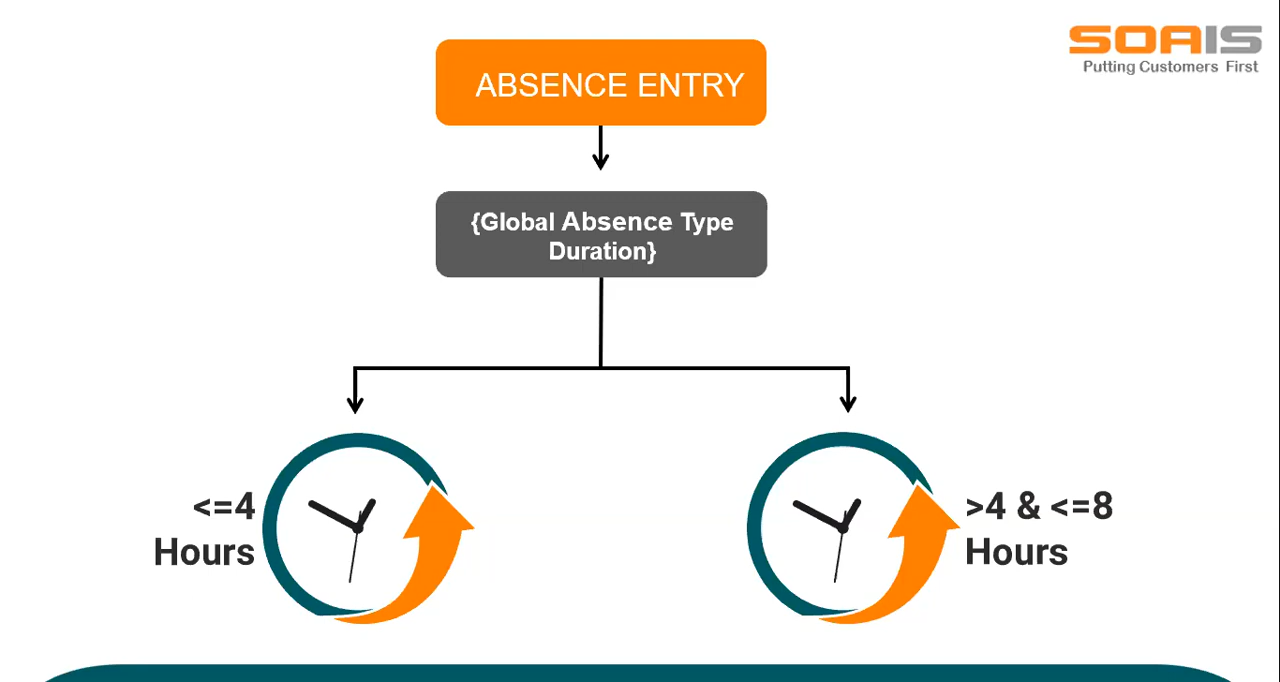 SOAIS
Putting Customers First
ABSENCE ENTRY
{Global Absence Type
Duration}
<=4
Hours
>4 & <=8
Hours